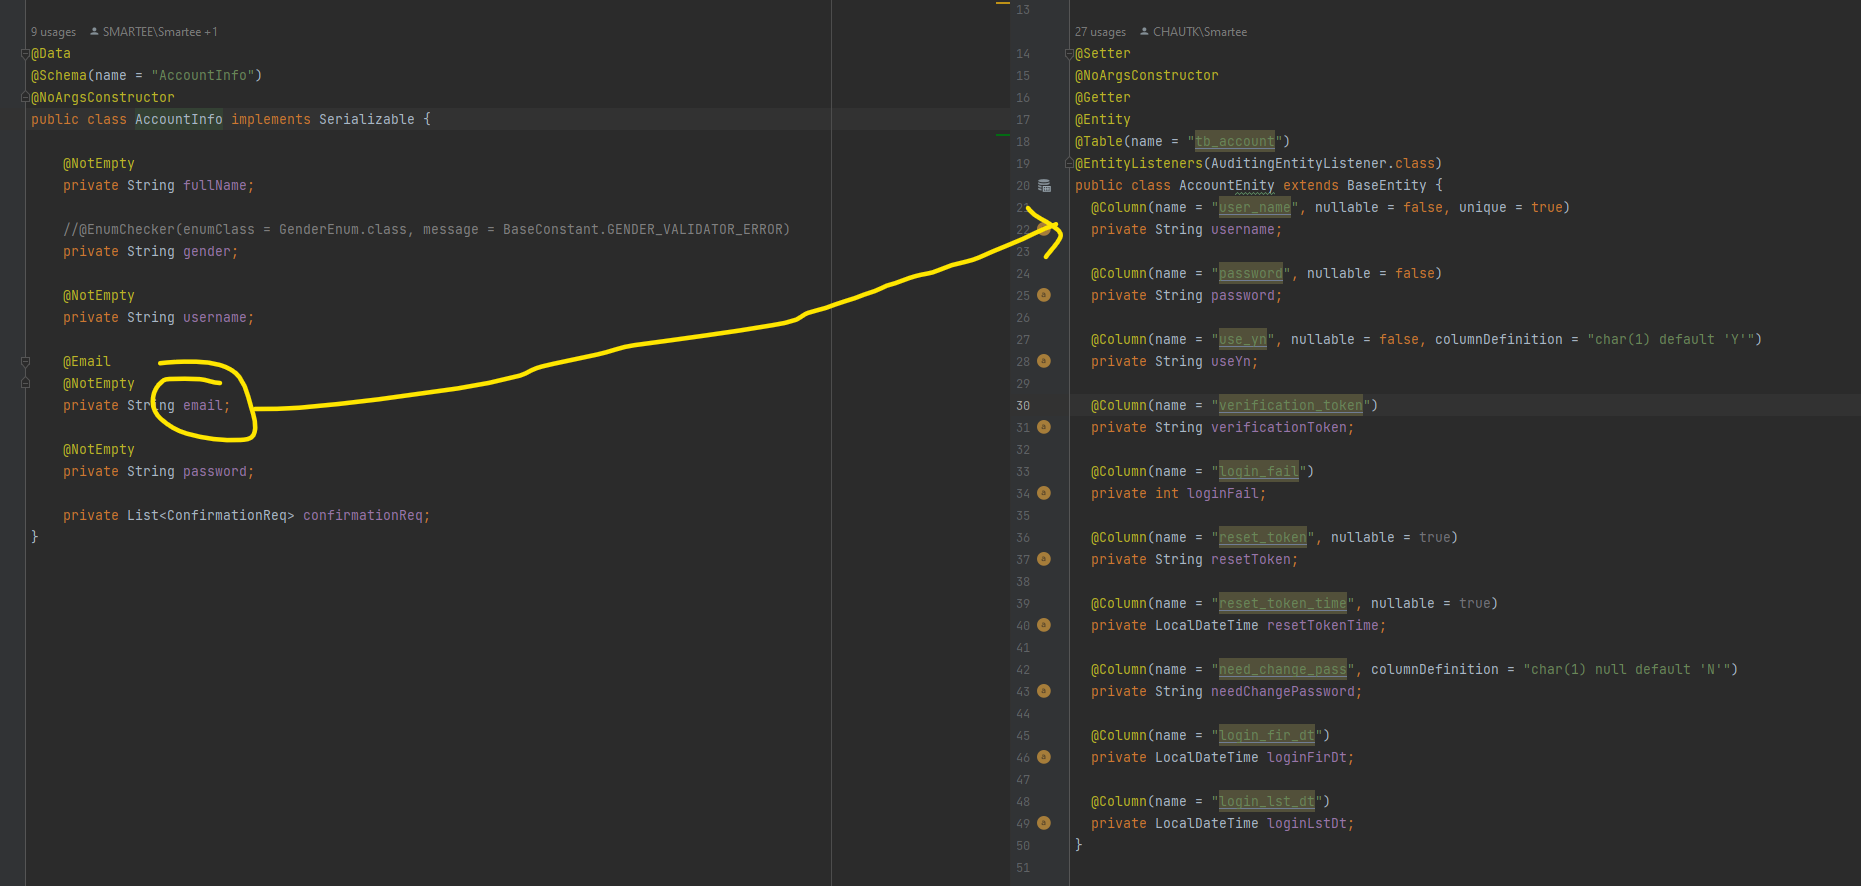 9 usages SMARTEE\Smartee +1
@Data
@Schema(name = "AccountInfo")
@NoArgsConstructor
public class AccountInfo implements Serializable {
@NotEmpty
private String fullName;
//@EnumChecker(enumClass = GenderEnum.class, message = BaseConstant.GENDER_VALIDATOR_ERROR)
private String gender;
@NotEmpty
private String username;
@Email
@NotEmpty
private String email;
@NotEmpty
private String password;
private List<ConfirmationReq> confirmationReq;
}
13
27 usages CHAUTK\Smartee
14 @Setter
15 @NoArgsConstructor
16 @Getter
17 @Entity
18 @Table(name = "tb_account")
19 @EntityListeners(AuditingEntityListener.class)
20 public class AccountEnity extends BaseEntity {
21 @Column(name = "user_name", nullable = false, unique = true)
22 private String username;
23
24 @Column(name = "password", nullable = false)
25 private String password;
26
27 @Column(name = "use_yn", nullable = false, columnDefinition = "char(1) default 'Y'")
28 private String useYn;
29
30 @Column(name = "verification_token")
31 private String verificationToken;
32
33 @Column(name = "login_fail")
34 private int loginFail;
35
36 @Column(name = "reset_token", nullable = true)
37 private String resetToken;
38
39 @Column(name = "reset_token_time", nullable = true)
40 private LocalDateTime resetTokenTime;
41
42 @Column(name = "need_change_pass", columnDefinition = "char(1) null default 'N'")
43 private String needChangePassword;
44
45 @Column(name = "login_fir_dt")
46 private LocalDateTime loginFirDt;
47
48 @Column(name = "login_lst_dt")
49 private LocalDateTime loginLstDt;
50 }
51